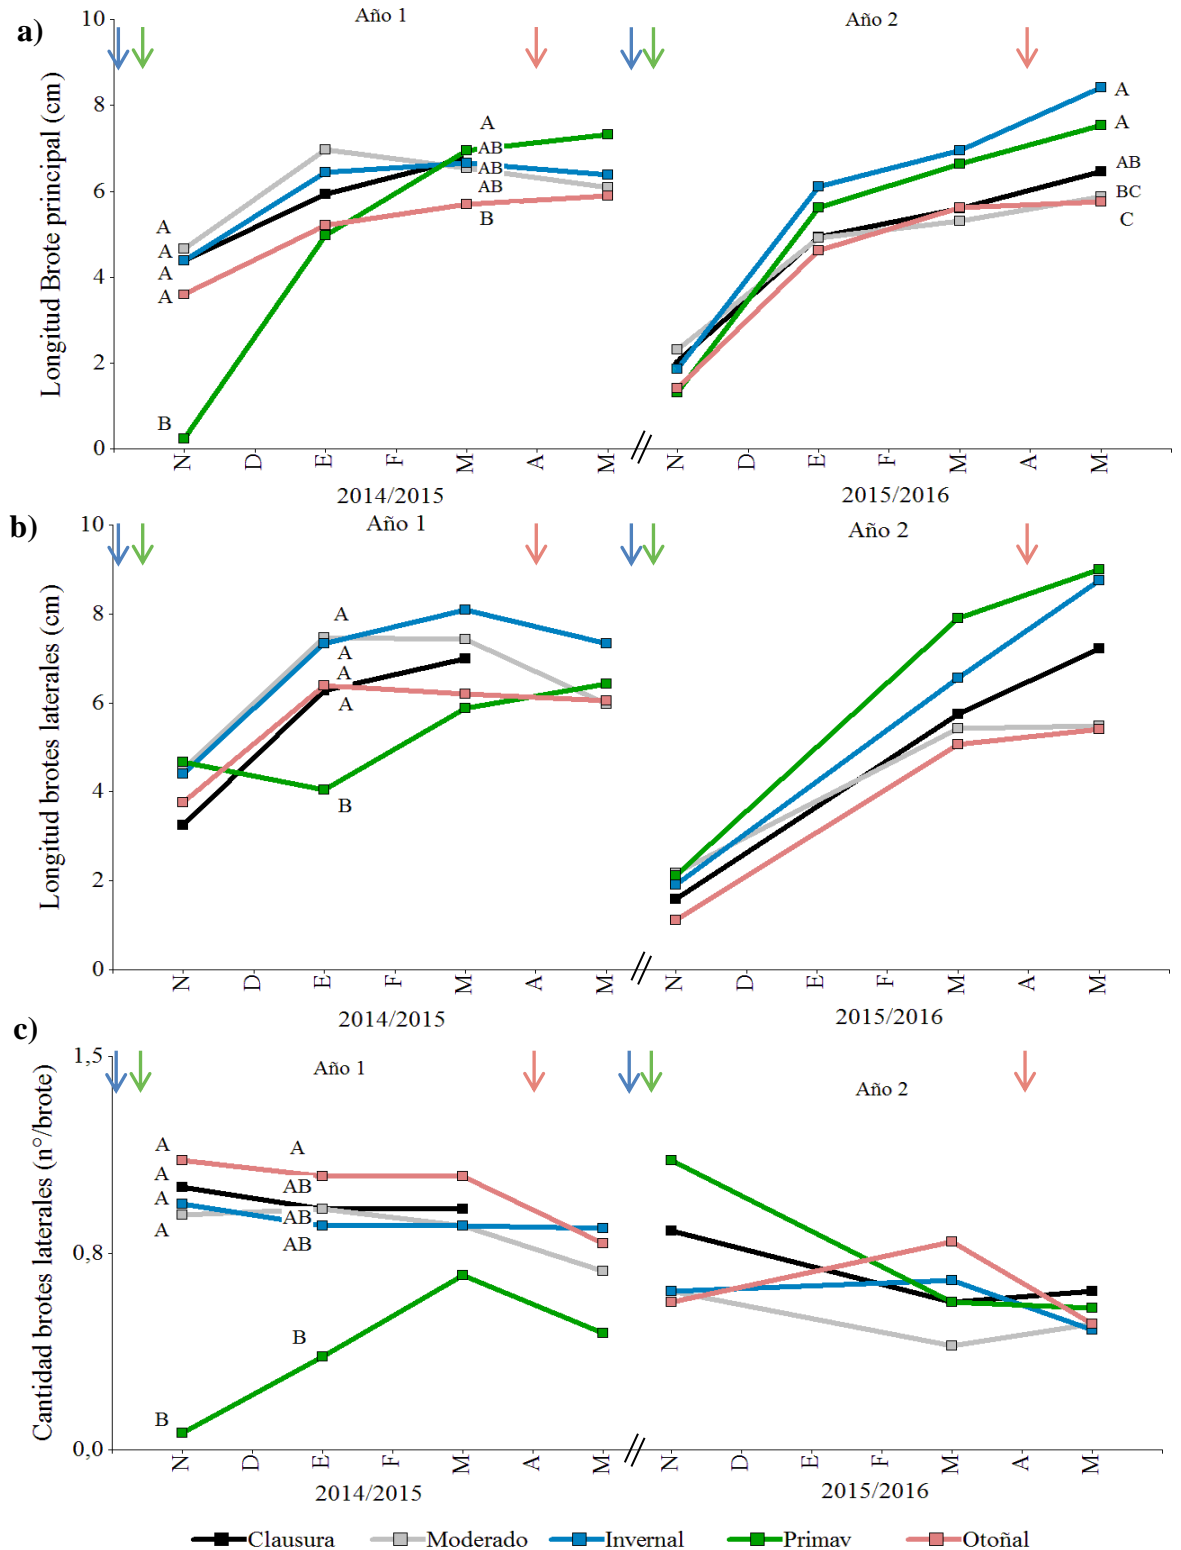 a)
Año 1
Año 2
Longitud Brote principal (cm)
10
8
6
4
2
0
A
A
A
A
B
A
AB
AB
AB
B
A
A
AB
BC
C
N D E F M A M
N D E F M A M
2014/2015
2015/2016
b)
Año 1
Año 2
Longitud brotes laterales (cm)
10
8
6
4
2
0
A
A
A
A
B
N D E F M A M
N D E F M A M
2014/2015
2015/2016
c)
Año 1
Año 2
Cantidad brotes laterales (n°/brote)
1,5
0,8
0,0
A
A
A
A
B
A
AB
AB
AB
B
N D E F M A M
N D E F M A M
2014/2015
2015/2016
Clausura Moderado Invernal Primav Otoñal